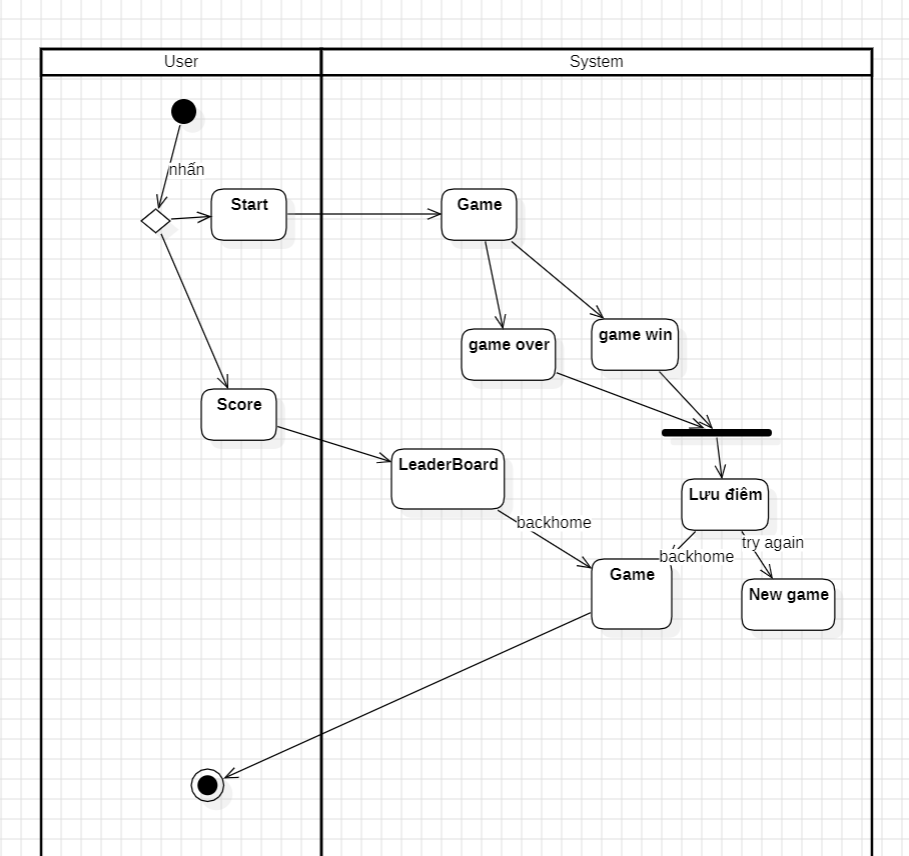 User
System
nhấn
Start
Game
game over
game win
Score
LeaderBoard
Lưu điêm
backhome
try again
backhome
Game
New game